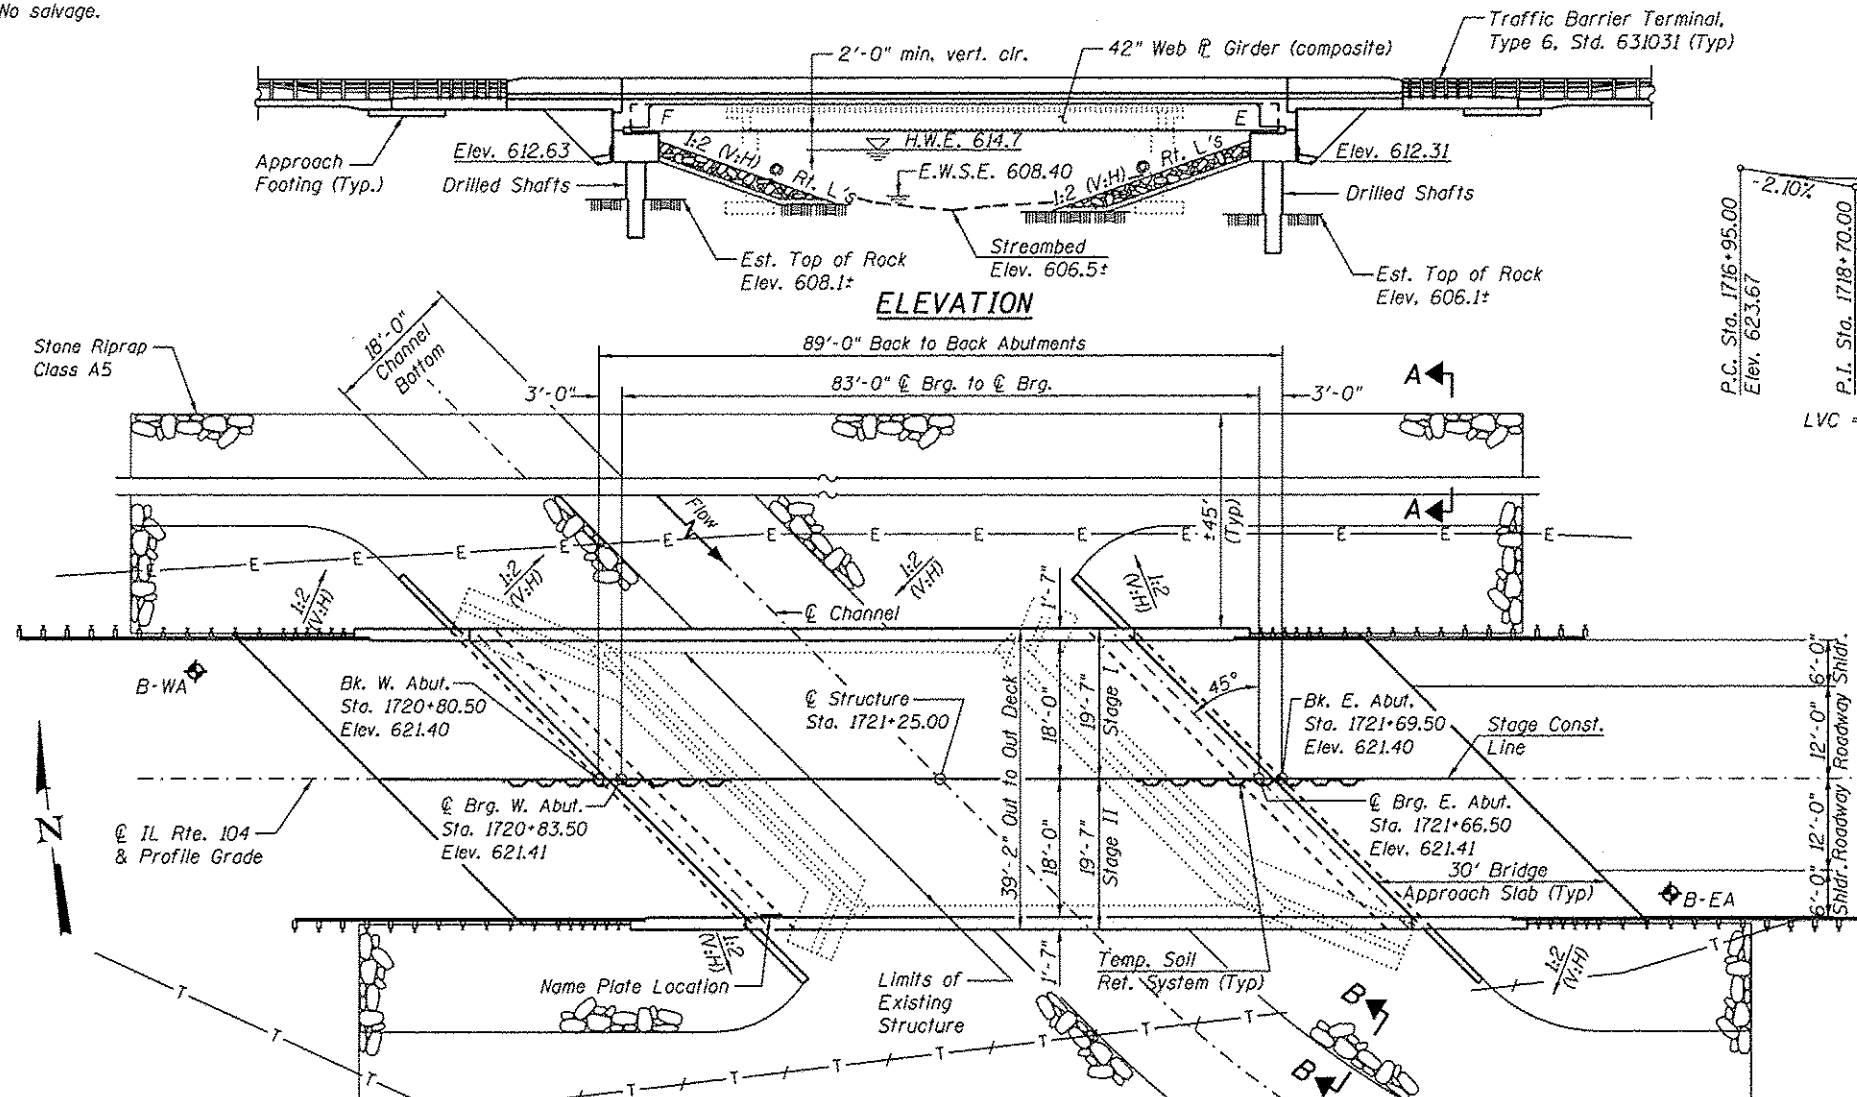 No salvage.
Traffic Barrier Terminal,
Type 6, Std. 631031 (Typ)
2'-0" min. vert. clr.
42" Web ⅊ Girder (composite)
F
E
1:2 (V:H)
@ Rt. L's
H.W.E. 614.7
1:2 (V:H) @ Rt. L's
Elev. 612.63
Elev. 612.31
E.W.S.E. 608.40
Approach
Footing (Typ.)
Drilled Shafts
Drilled Shafts
Streambed
Elev. 606.5±
Est. Top of Rock
Elev. 608.1±
Est. Top of Rock
Elev. 606.1±
ELEVATION
-2.10%
P.C. Sta. 1716+95.00
Elev. 623.67
P.I. Sta. 1718+70.00
LVC =
Stone Riprap
Class A5
18'-0"
Channel
Bottom
89'-0" Back to Back Abutments
83'-0" ℄ Brg. to ℄ Brg.
3'-0"
3'-0"
A
A
Flow
±45'
(Typ)
E E E E E E E E E E E E
1:2
(V:H)
1:2
(V:H)
1:2
(V:H)
1:2
(V:H)
℄ Channel
1'-7"
B-WA
Bk. W. Abut.
Sta. 1720+80.50
Elev. 621.40
℄ Structure
Sta. 1721+25.00
39'-2" Out to Out Deck
18'-0"
19'-7"
Stage I
45°
Bk. E. Abut.
Sta. 1721+69.50
Elev. 621.40
Stage Const.
Line
6'-0"
Shldr.
12'-0"
Roadway
N
℄ IL Rte. 104
& Profile Grade
℄ Brg. W. Abut.
Sta. 1720+83.50
Elev. 621.41
18'-0"
19'-7"
Stage II
℄ Brg. E. Abut.
Sta. 1721+66.50
Elev. 621.41
30' Bridge
Approach Slab (Typ)
12'-0"
Roadway
6'-0"
Shldr.
B-EA
1:2
(V:H)
Name Plate Location
Limits of
Existing
Structure
1'-7"
Temp. Soil
Ret. System (Typ)
1:2
(V:H)
B
B
T T T T T T T T T T